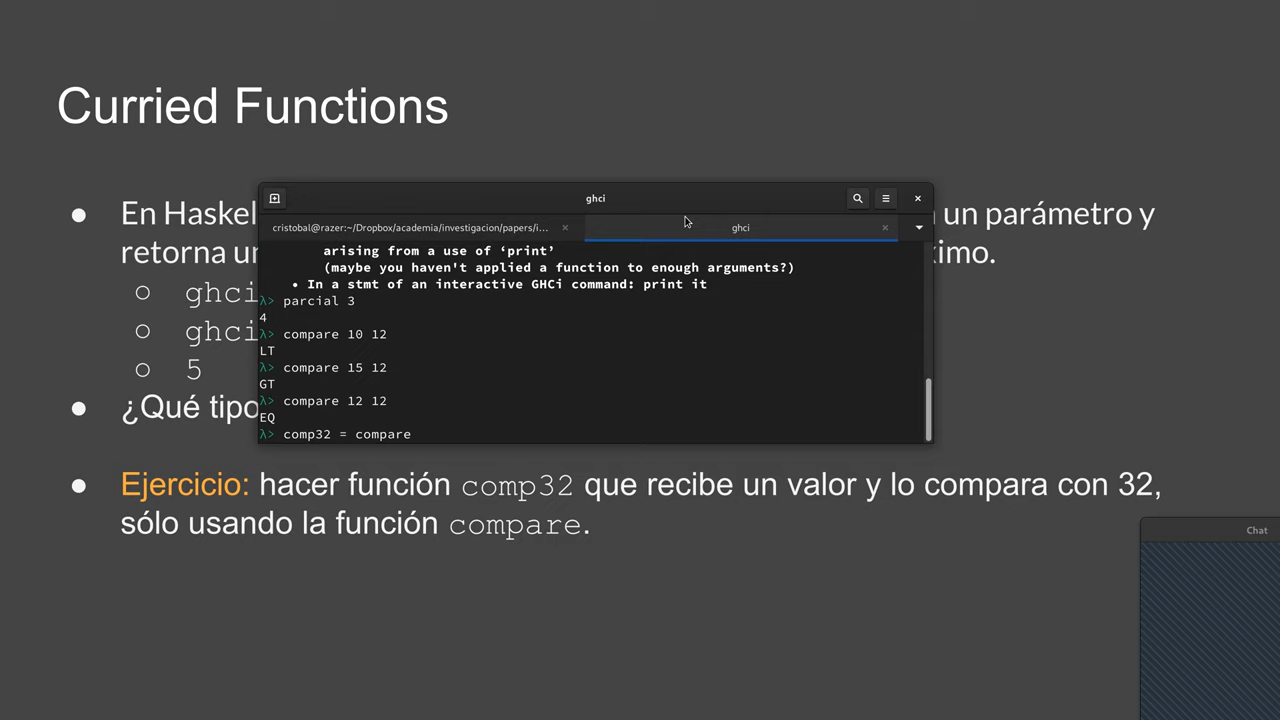 Curried Functions
En Haskel
un parámetro y
retorna un
ximo.
ghci
ghci
5
¿Qué tipo
ghci
cristobal@razer:~/Dropbox/academia/investigacion/papers/i...
ghci
arising from a use of ‘print’
(maybe you haven't applied a function to enough arguments?)
• In a stmt of an interactive GHCi command: print it
λ> parcial 3
4
λ> compare 10 12
LT
λ> compare 15 12
GT
λ> compare 12 12
EQ
λ> comp32 = compare
Ejercicio: hacer función comp32 que recibe un valor y lo compara con 32,
sólo usando la función compare.
Chat